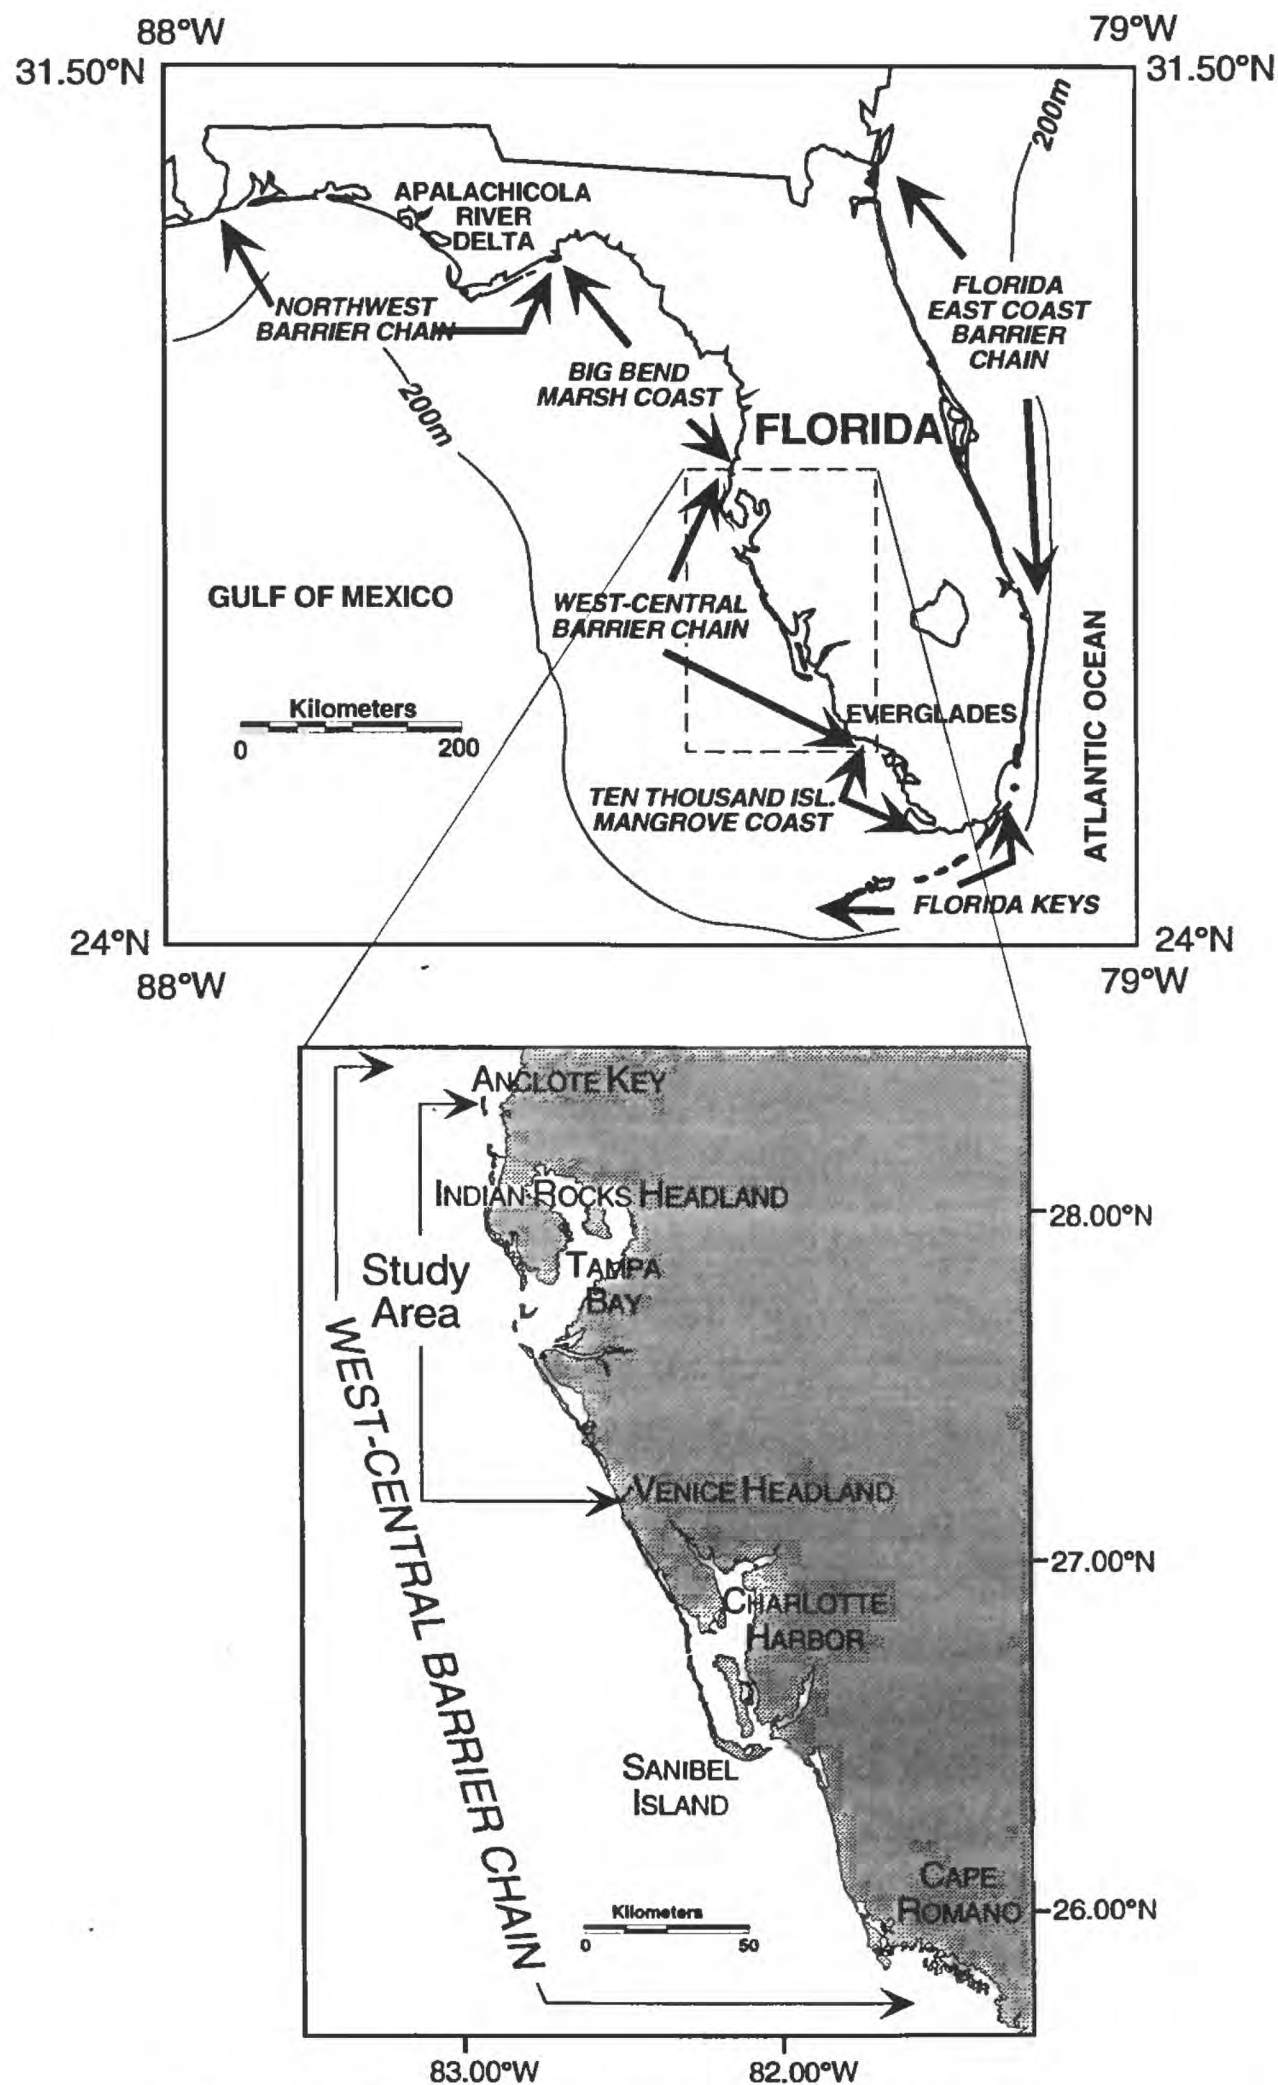 88°W
79°W
31.50°N
31.50°N
200m
APALACHICOLA
RIVER
DELTA
NORTHWEST
BARRIER CHAIN
FLORIDA
EAST COAST
BARRIER
CHAIN
BIG BEND
MARSH COAST
200m
FLORIDA
GULF OF MEXICO
WEST-CENTRAL
BARRIER CHAIN
ATLANTIC OCEAN
Kilometers
0 200
EVERGLADES
TEN THOUSAND ISL.
MANGROVE COAST
FLORIDA KEYS
24°N
24°N
88°W
79°W
ANCLOTE KEY
INDIAN ROCKS HEADLAND
28.00°N
Study
Area
TAMPA
BAY
WEST-CENTRAL BARRIER CHAIN
VENICE HEADLAND
27.00°N
CHARLOTTE
HARBOR
SANIBEL
ISLAND
CAPE
ROMANO
26.00°N
Kilometers
0 50
83.00°W
82.00°W